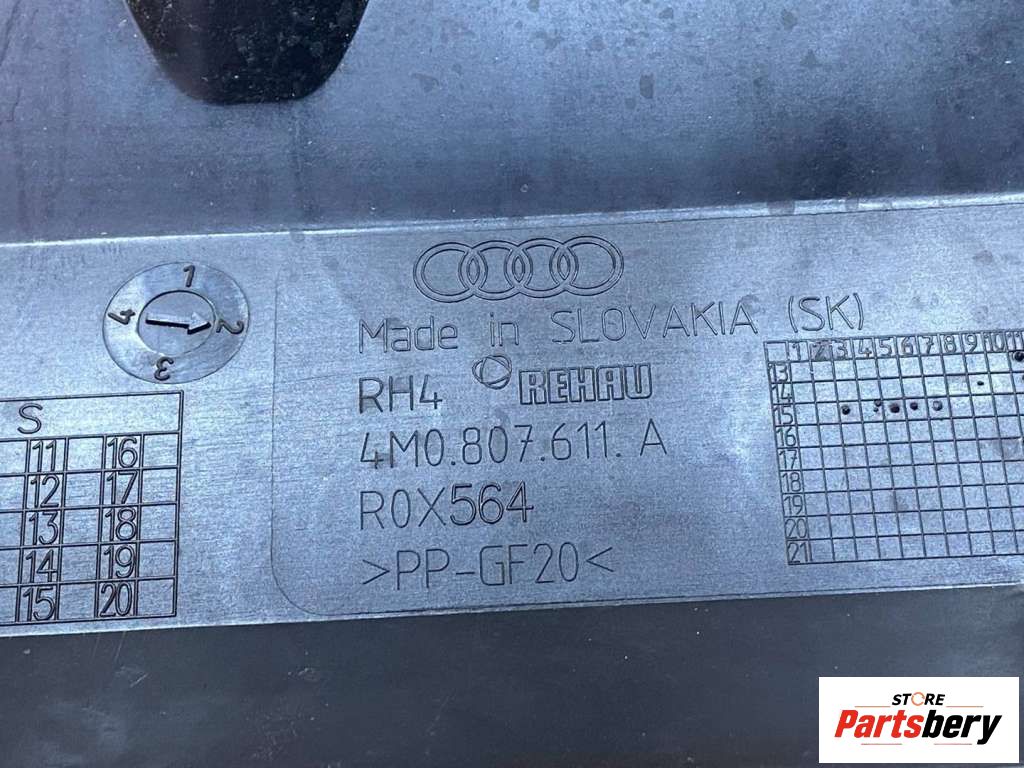 1
2
3
4
Made in SLOVAKIA (SK)
RH4 REHAU
4M0.807.611. A
R0X564
>PP-GF20<
S
11 16
12 17
13 18
14 19
15 20
1 2 3 4 5 6 7 8 9 10 11
13
14
15
16
17
18
19
20
21
STORE
Partsbery